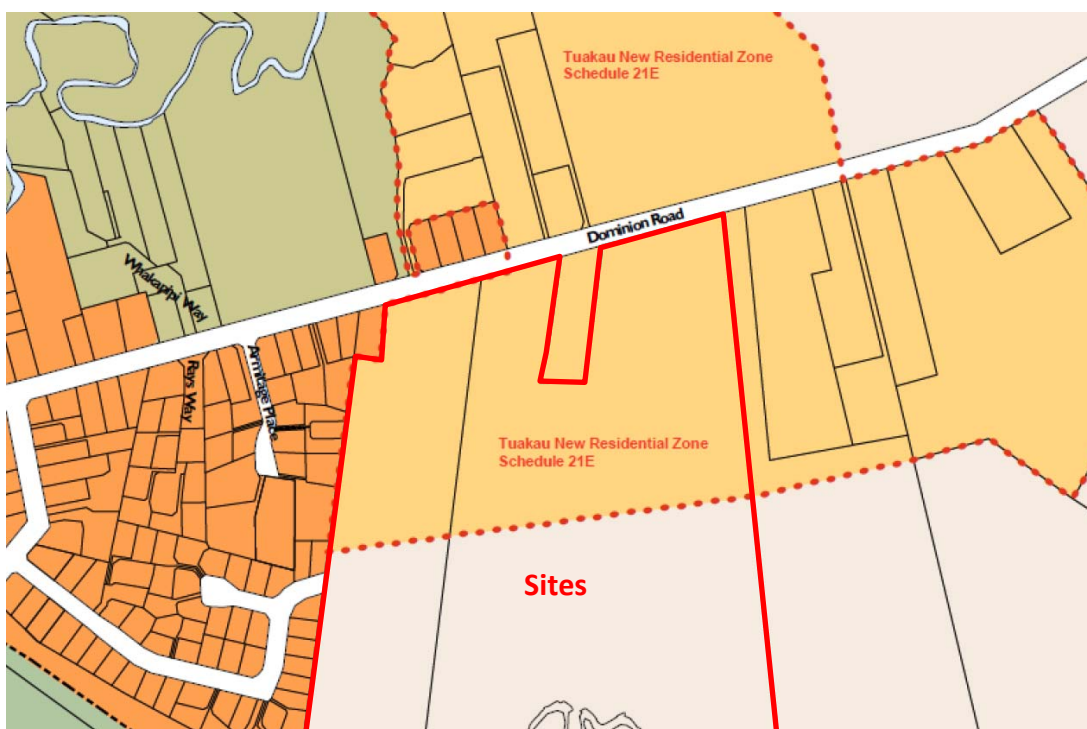 Tuakau New Residential Zone
Schedule 21E
Dominion Road
Whakapipi Way
Rays Way
Armitage Place
Tuakau New Residential Zone
Schedule 21E
Sites